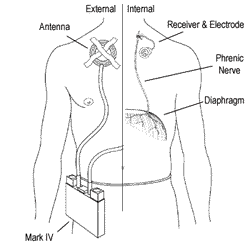 External Internal
Antenna
Receiver & Electrode
Phrenic
Nerve
Diaphragm
Mark IV